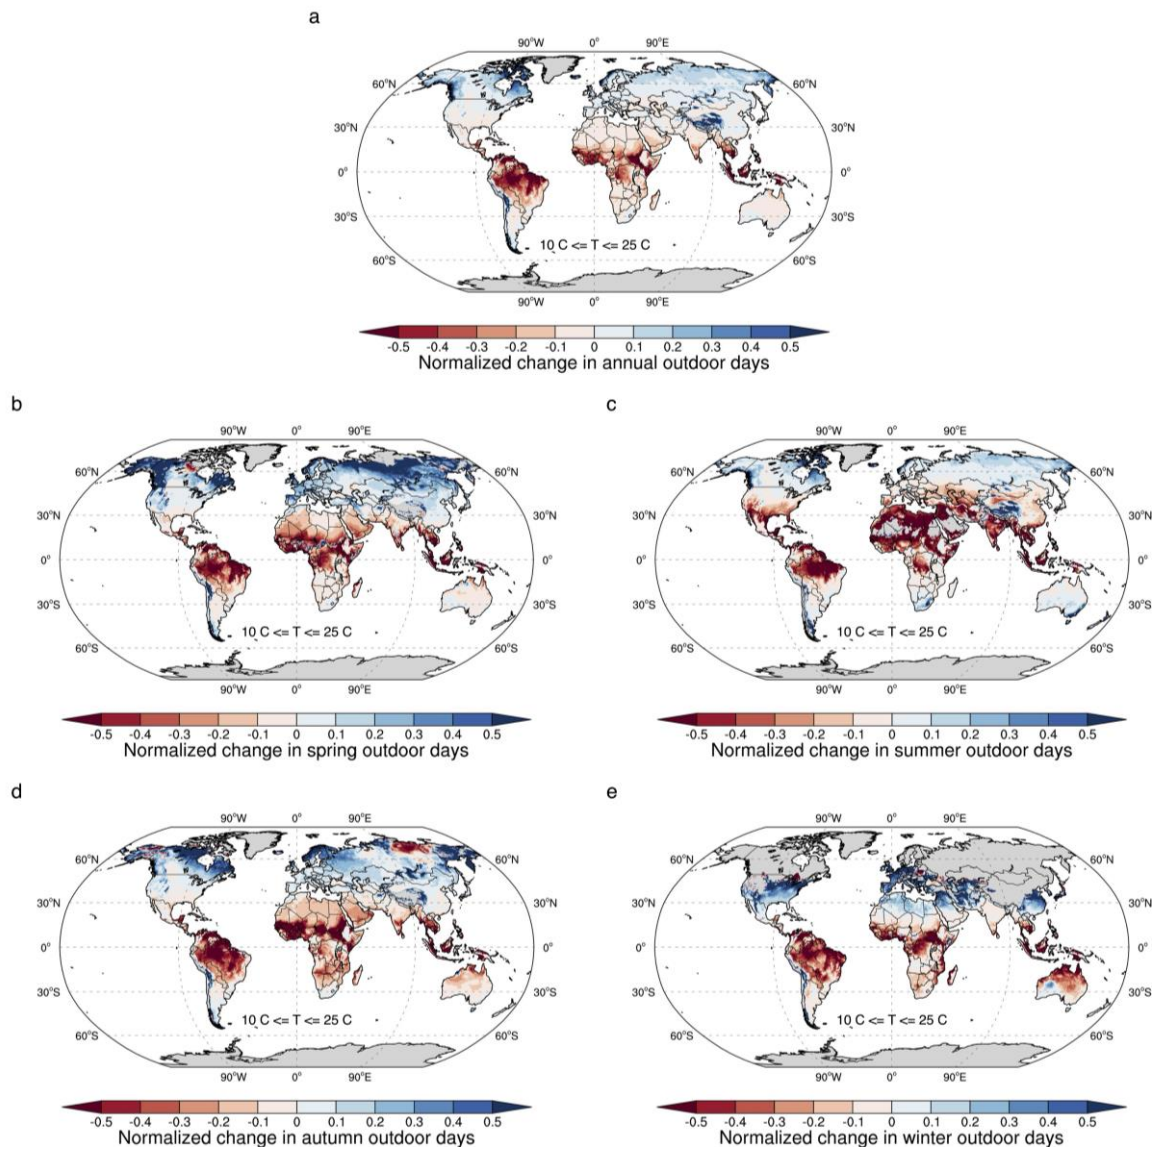 a
90°W 0° 90°E
60°N 60°N
30°N 30°N
0° 0°
30°S 30°S
10 C <= T <= 25 C
60°S 60°S
90°W 0° 90°E
-0.5 -0.4 -0.3 -0.2 -0.1 0 0.1 0.2 0.3 0.4 0.5
Normalized change in annual outdoor days
b
90°W 0° 90°E
60°N 60°N
30°N 30°N
0° 0°
30°S 30°S
10 C <= T <= 25 C
60°S 60°S
90°W 0° 90°E
-0.5 -0.4 -0.3 -0.2 -0.1 0 0.1 0.2 0.3 0.4 0.5
Normalized change in spring outdoor days
c
90°W 0° 90°E
60°N 60°N
30°N 30°N
0° 0°
30°S 30°S
10 C <= T <= 25 C
60°S 60°S
90°W 0° 90°E
-0.5 -0.4 -0.3 -0.2 -0.1 0 0.1 0.2 0.3 0.4 0.5
Normalized change in summer outdoor days
d
90°W 0° 90°E
60°N 60°N
30°N 30°N
0° 0°
30°S 30°S
10 C <= T <= 25 C
60°S 60°S
90°W 0° 90°E
-0.5 -0.4 -0.3 -0.2 -0.1 0 0.1 0.2 0.3 0.4 0.5
Normalized change in autumn outdoor days
e
90°W 0° 90°E
60°N 60°N
30°N 30°N
0° 0°
30°S 30°S
10 C <= T <= 25 C
60°S 60°S
90°W 0° 90°E
-0.5 -0.4 -0.3 -0.2 -0.1 0 0.1 0.2 0.3 0.4 0.5
Normalized change in winter outdoor days